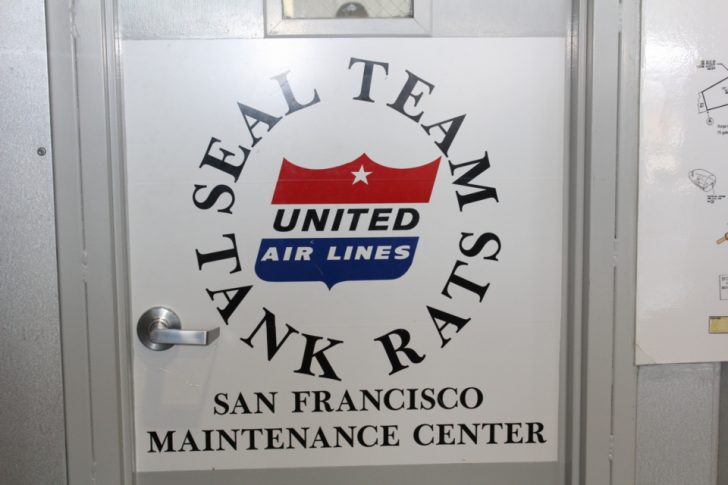 SEAL TEAM
UNITED
AIR LINES
TANK RATS
SAN FRANCISCO
MAINTENANCE CENTER